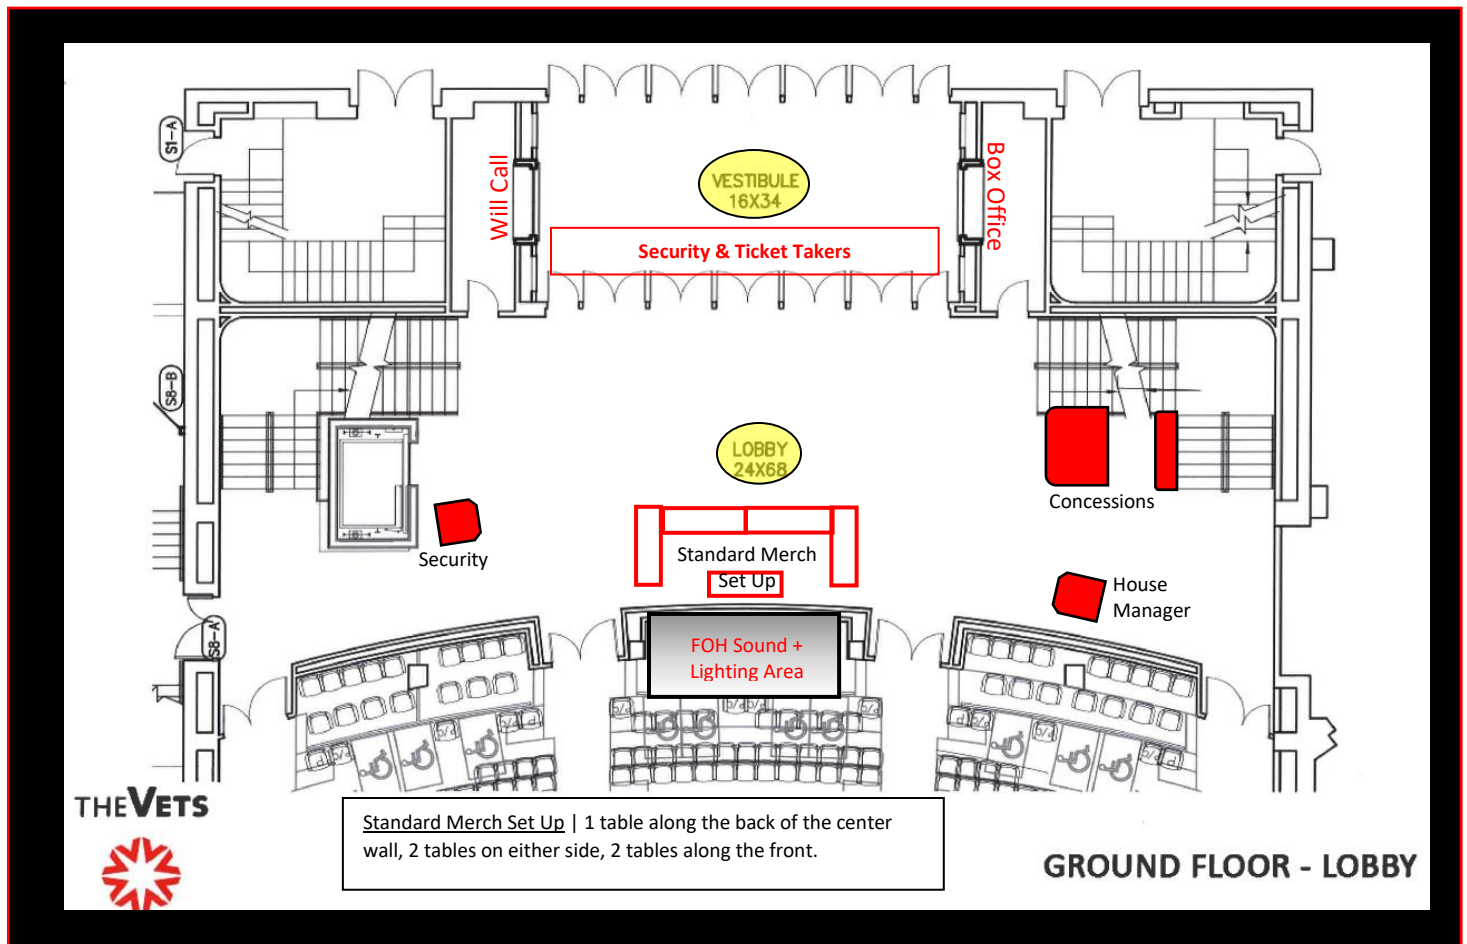 S1-A
Will Call
VESTIBULE
16X34
Box Office
Security & Ticket Takers
S8-B
LOBBY
24X68
Concessions
Security
Standard Merch
Set Up
House
Manager
S8-A
FOH Sound +
Lighting Area
THEVETS
Standard Merch Set Up | 1 table along the back of the center
wall, 2 tables on either side, 2 tables along the front.
GROUND FLOOR - LOBBY